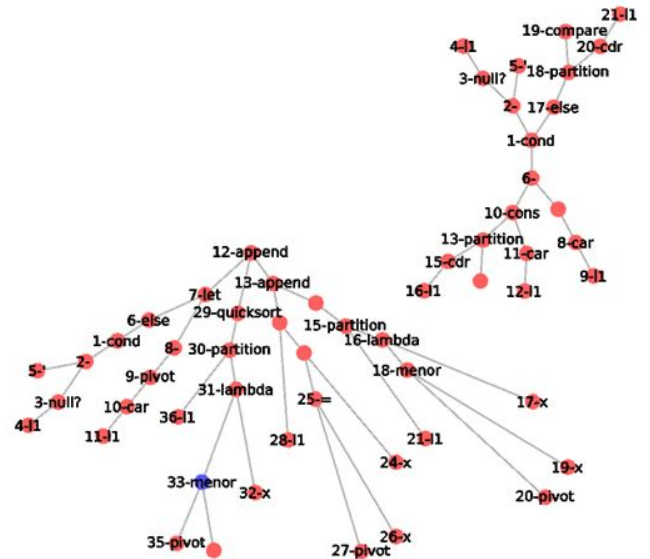 21-l1
19-compare
20-cdr
4-l1
5-'
18-partition
3-null?
2-
17-else
1-cond
6-
10-cons
13-partition
8-car
11-car
15-cdr
9-l1
16-l1
12-l1
12-append
13-append
7-let
29-quicksort
6-else
15-partition
1-cond
16-lambda
8-
30-partition
2-
5-'
18-menor
9-pivot
31-lambda
25-=
3-null?
17-x
10-car
36-l1
4-l1
11-l1
28-l1
21-l1
24-x
19-x
33-menor
32-x
20-pivot
26-x
35-pivot
27-pivot